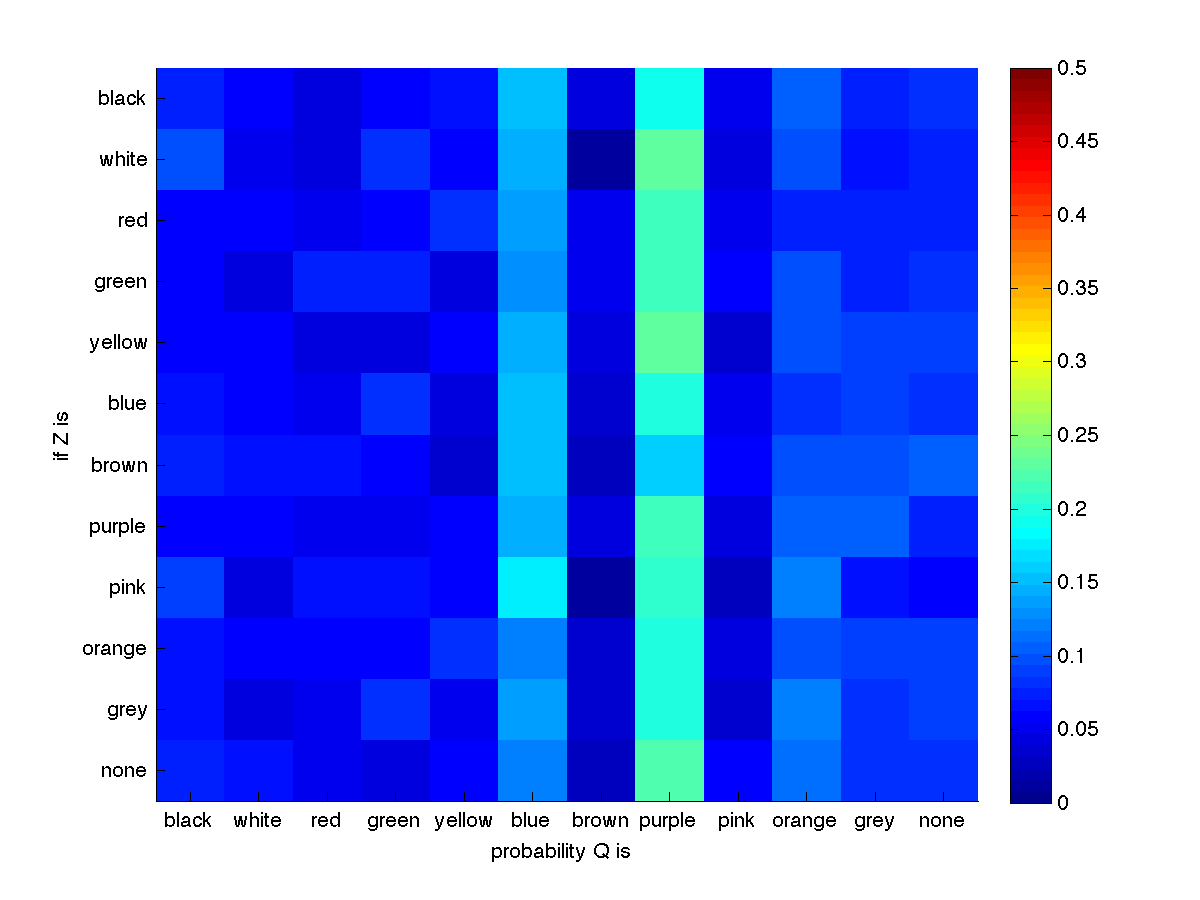 black
white
red
green
yellow
blue
brown
purple
pink
orange
grey
none
if Z is
black white red green yellow blue brown purple pink orange grey none
probability Q is
0.5
0.45
0.4
0.35
0.3
0.25
0.2
0.15
0.1
0.05
0